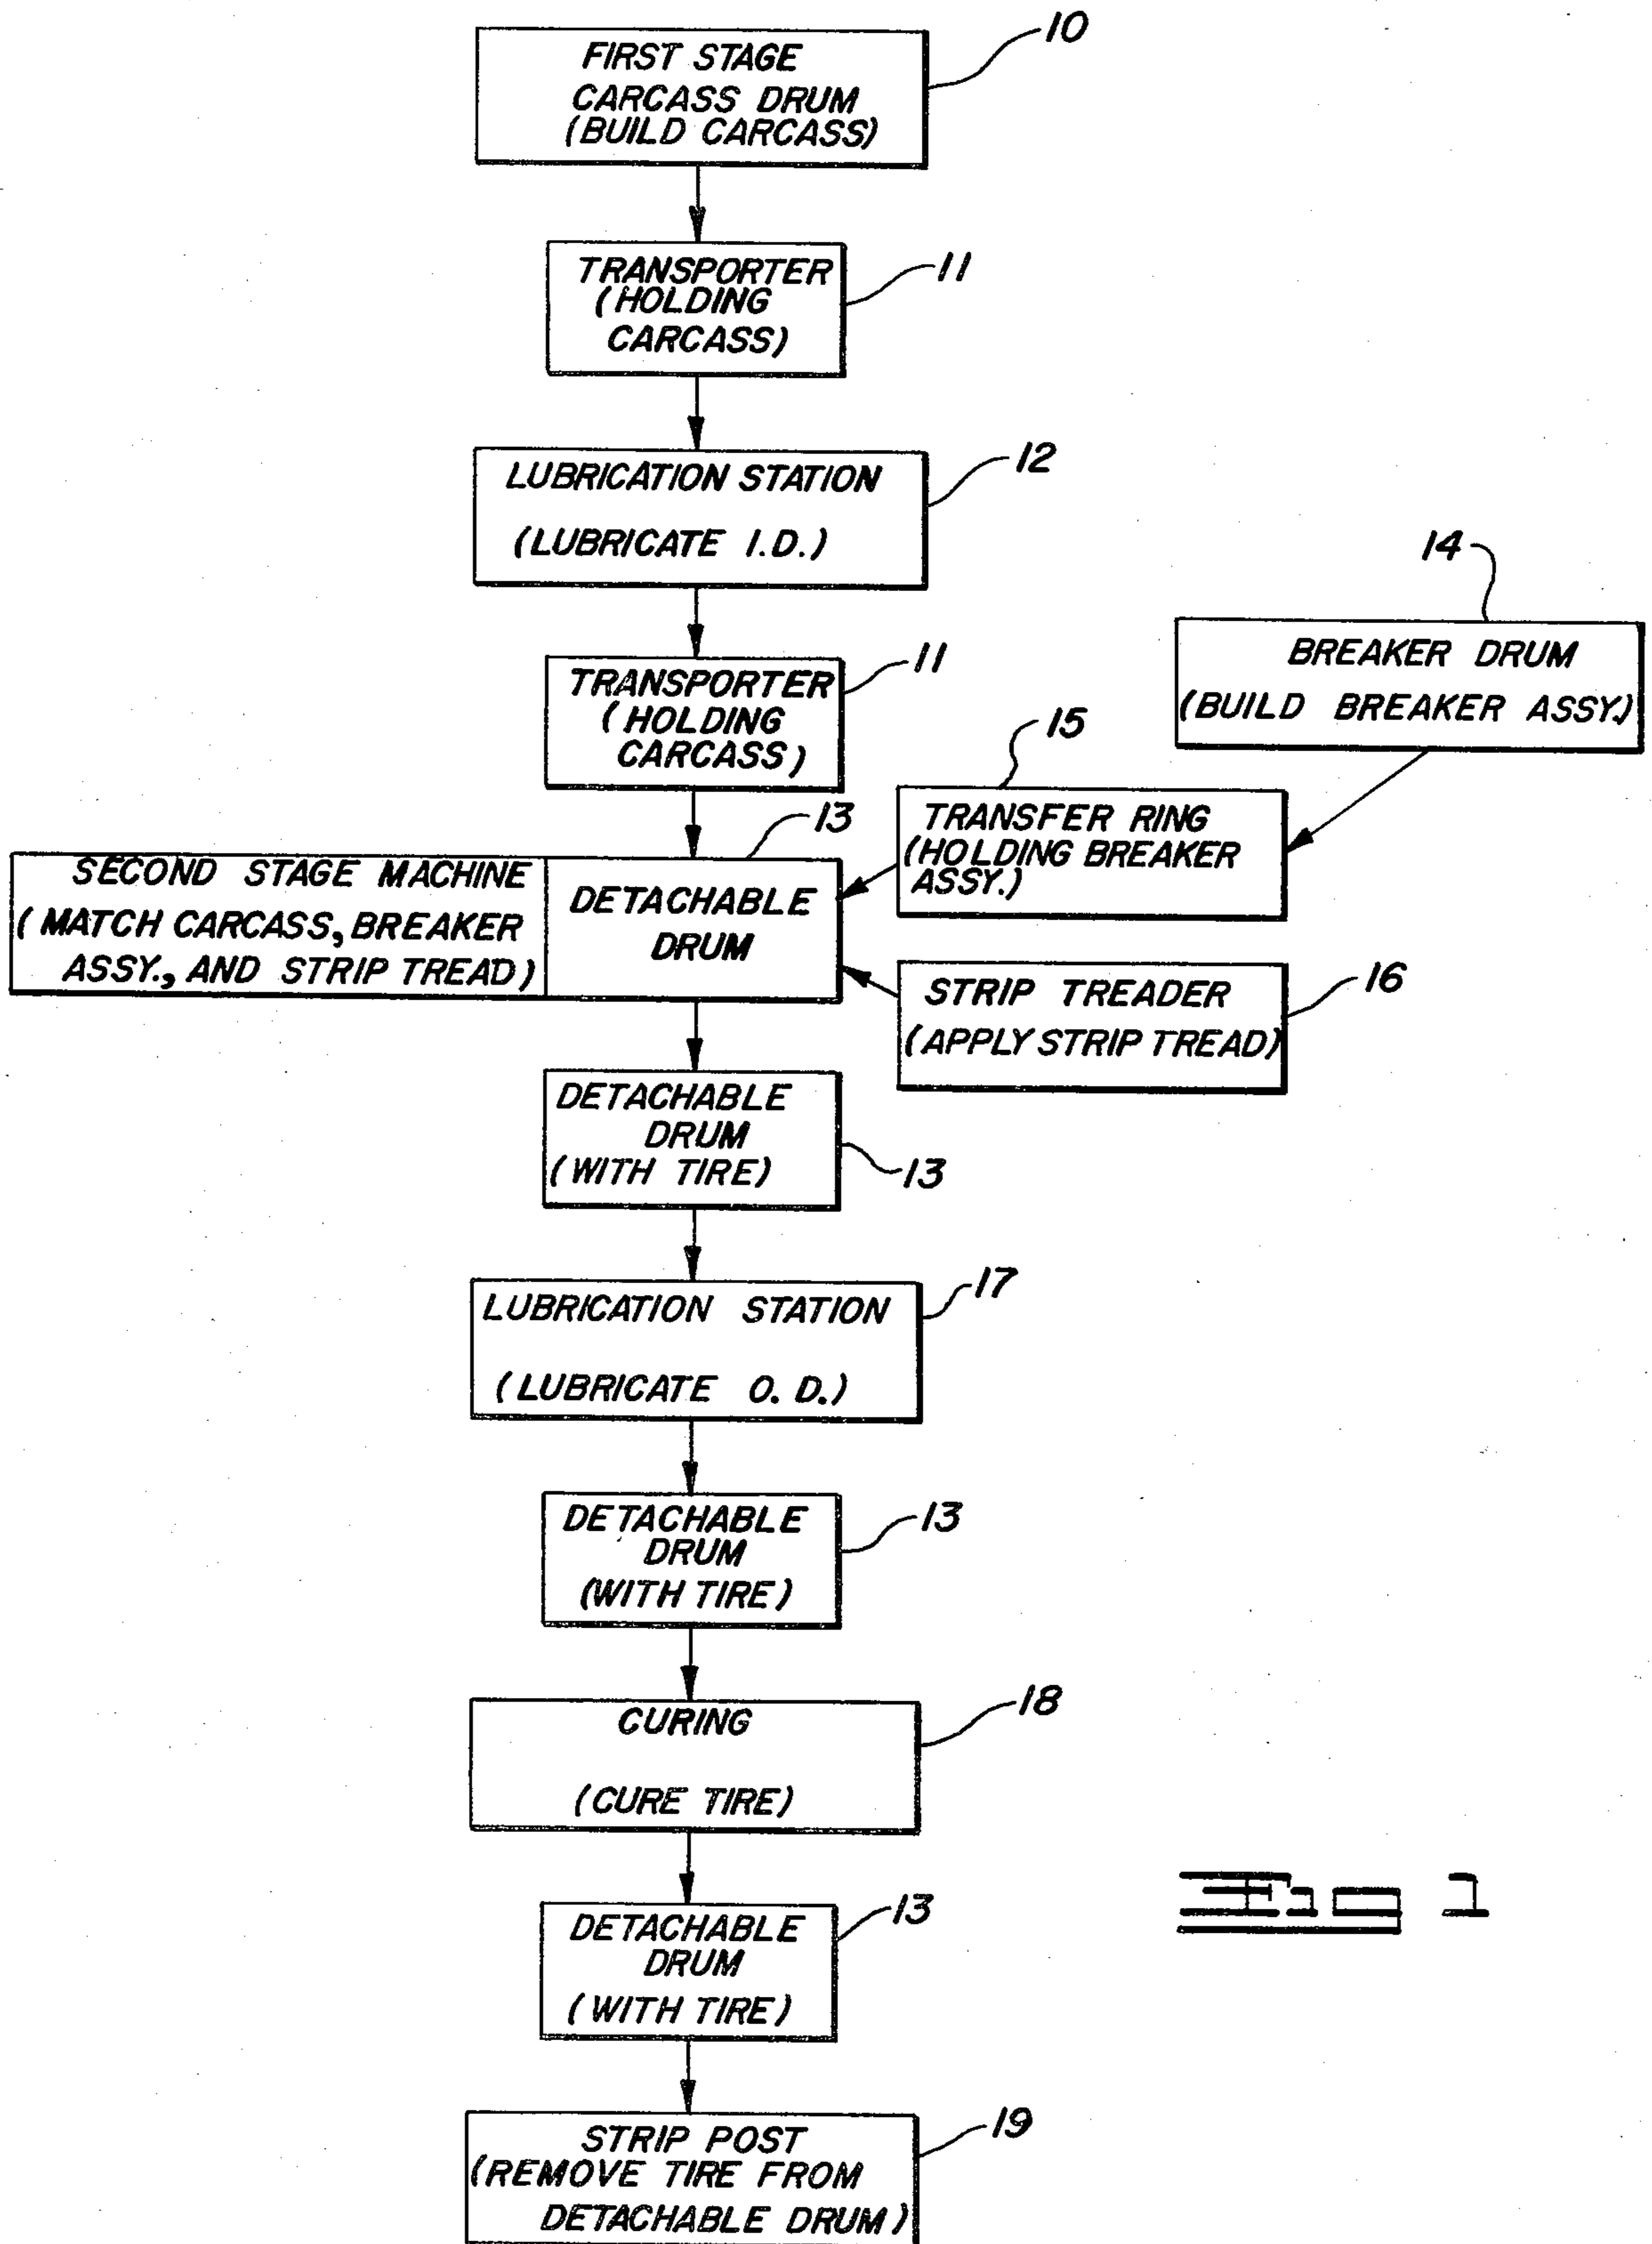 10
FIRST STAGE
CARCASS DRUM
(BUILD CARCASS)
11
TRANSPORTER
(HOLDING
CARCASS)
12
LUBRICATION STATION
(LUBRICATE I.D.)
14
BREAKER DRUM
(BUILD BREAKER ASSY.)
11
TRANSPORTER
(HOLDING
CARCASS)
15
TRANSFER RING
(HOLDING BREAKER
ASSY.)
13
SECOND STAGE MACHINE
(MATCH CARCASS, BREAKER
ASSY., AND STRIP TREAD)
DETACHABLE
DRUM
16
STRIP TREADER
(APPLY STRIP TREAD)
DETACHABLE
DRUM
(WITH TIRE)
13
17
LUBRICATION STATION
(LUBRICATE O. D.)
13
DETACHABLE
DRUM
(WITH TIRE)
18
CURING
(CURE TIRE)
13
DETACHABLE
DRUM
(WITH TIRE)
Fig 1
19
STRIP POST
(REMOVE TIRE FROM
DETACHABLE DRUM)